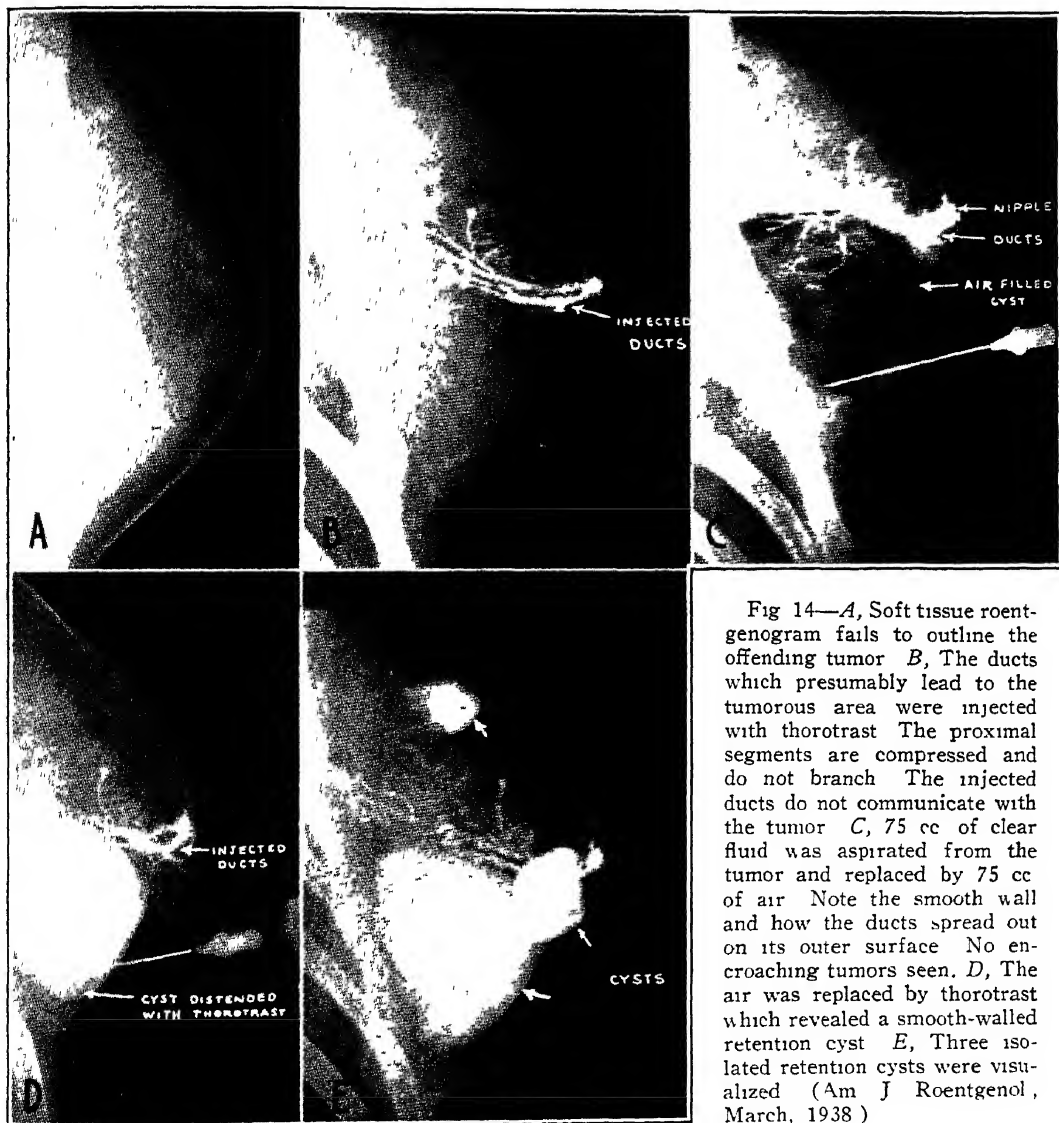 A
INJECTED
DUCTS
B
NIPPLE
DUCTS
AIR FILLED
CYST
C
INJECTED
DUCTS
CYST DISTENDED
WITH THOROTRAST
D
CYSTS
E
Fig 14—A, Soft tissue roent-
genogram fails to outline the
offending tumor B, The ducts
which presumably lead to the
tumorous area were injected
with thorotrast The proximal
segments are compressed and
do not branch The injected
ducts do not communicate with
the tumor C, 75 cc of clear
fluid was aspirated from the
tumor and replaced by 75 cc
of air Note the smooth wall
and how the ducts spread out
on its outer surface No en-
croaching tumors seen. D, The
air was replaced by thorotrast
which revealed a smooth-walled
retention cyst E, Three iso-
lated retention cysts were visu-
alized (Am J Roentgenol,
March, 1938)